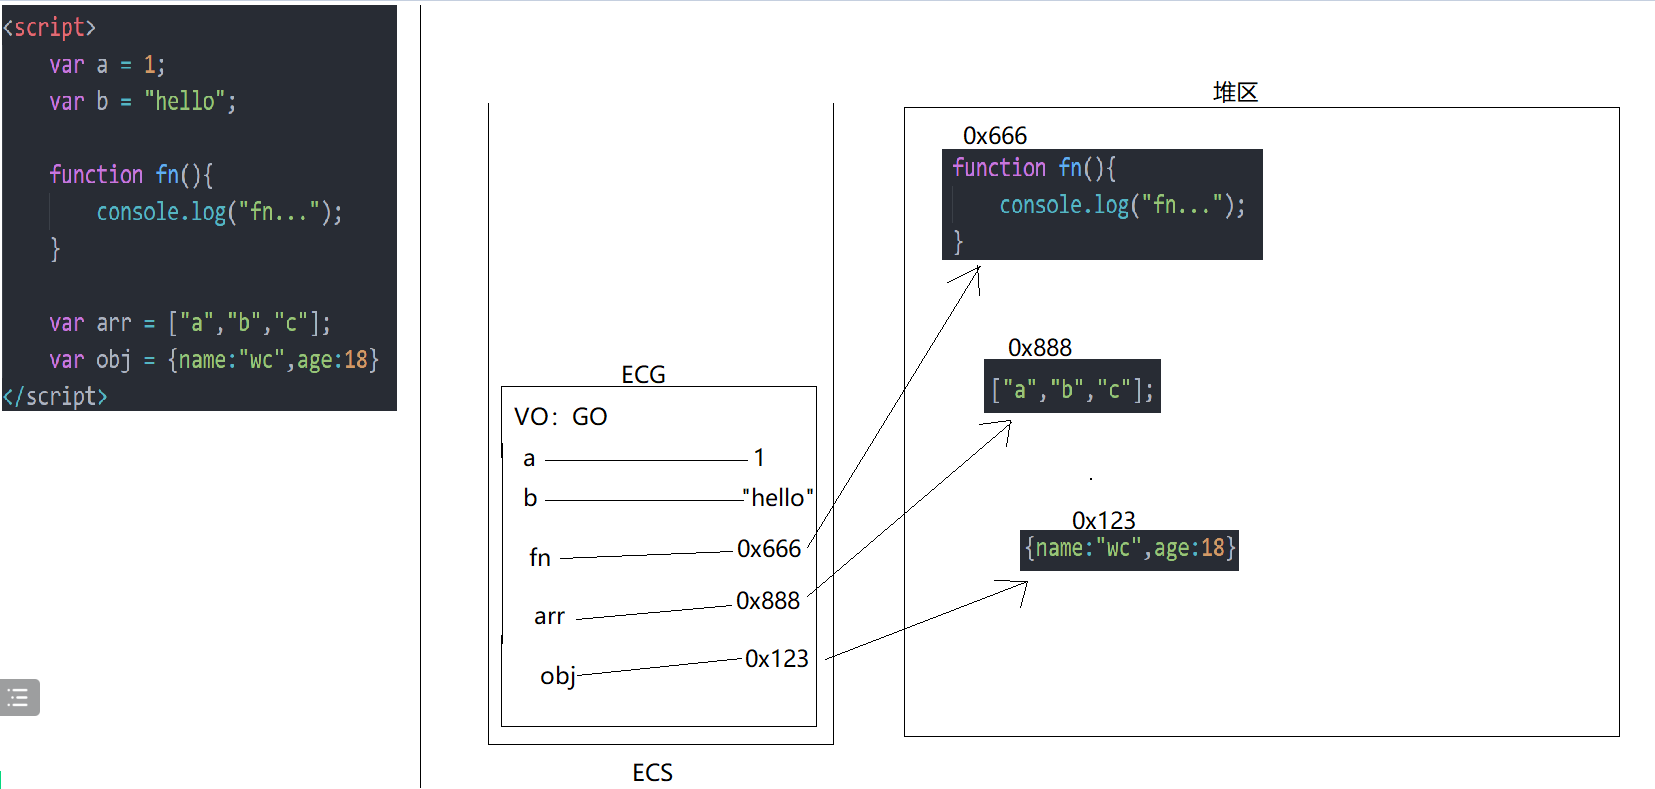 <script>
var a = 1;
var b = "hello";
function fn(){
console.log("fn...");
}
var arr = ["a","b","c"];
var obj = {name:"wc",age:18}
</script>
ECG
VO：GO
a 1
b "hello"
fn 0x666
arr 0x888
obj 0x123
ECS
堆区
0x666
function fn(){
console.log("fn...");
}
0x888
["a","b","c"];
0x123
{name:"wc",age:18}